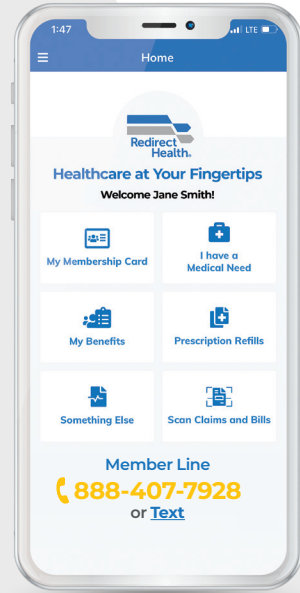 1:47
LTE
Home
Redirect
Health®
Healthcare at Your Fingertips
Welcome Jane Smith!
My Membership Card
I have a
Medical Need
My Benefits
Prescription Refills
Something Else
Scan Claims and Bills
Member Line
888-407-7928
or Text